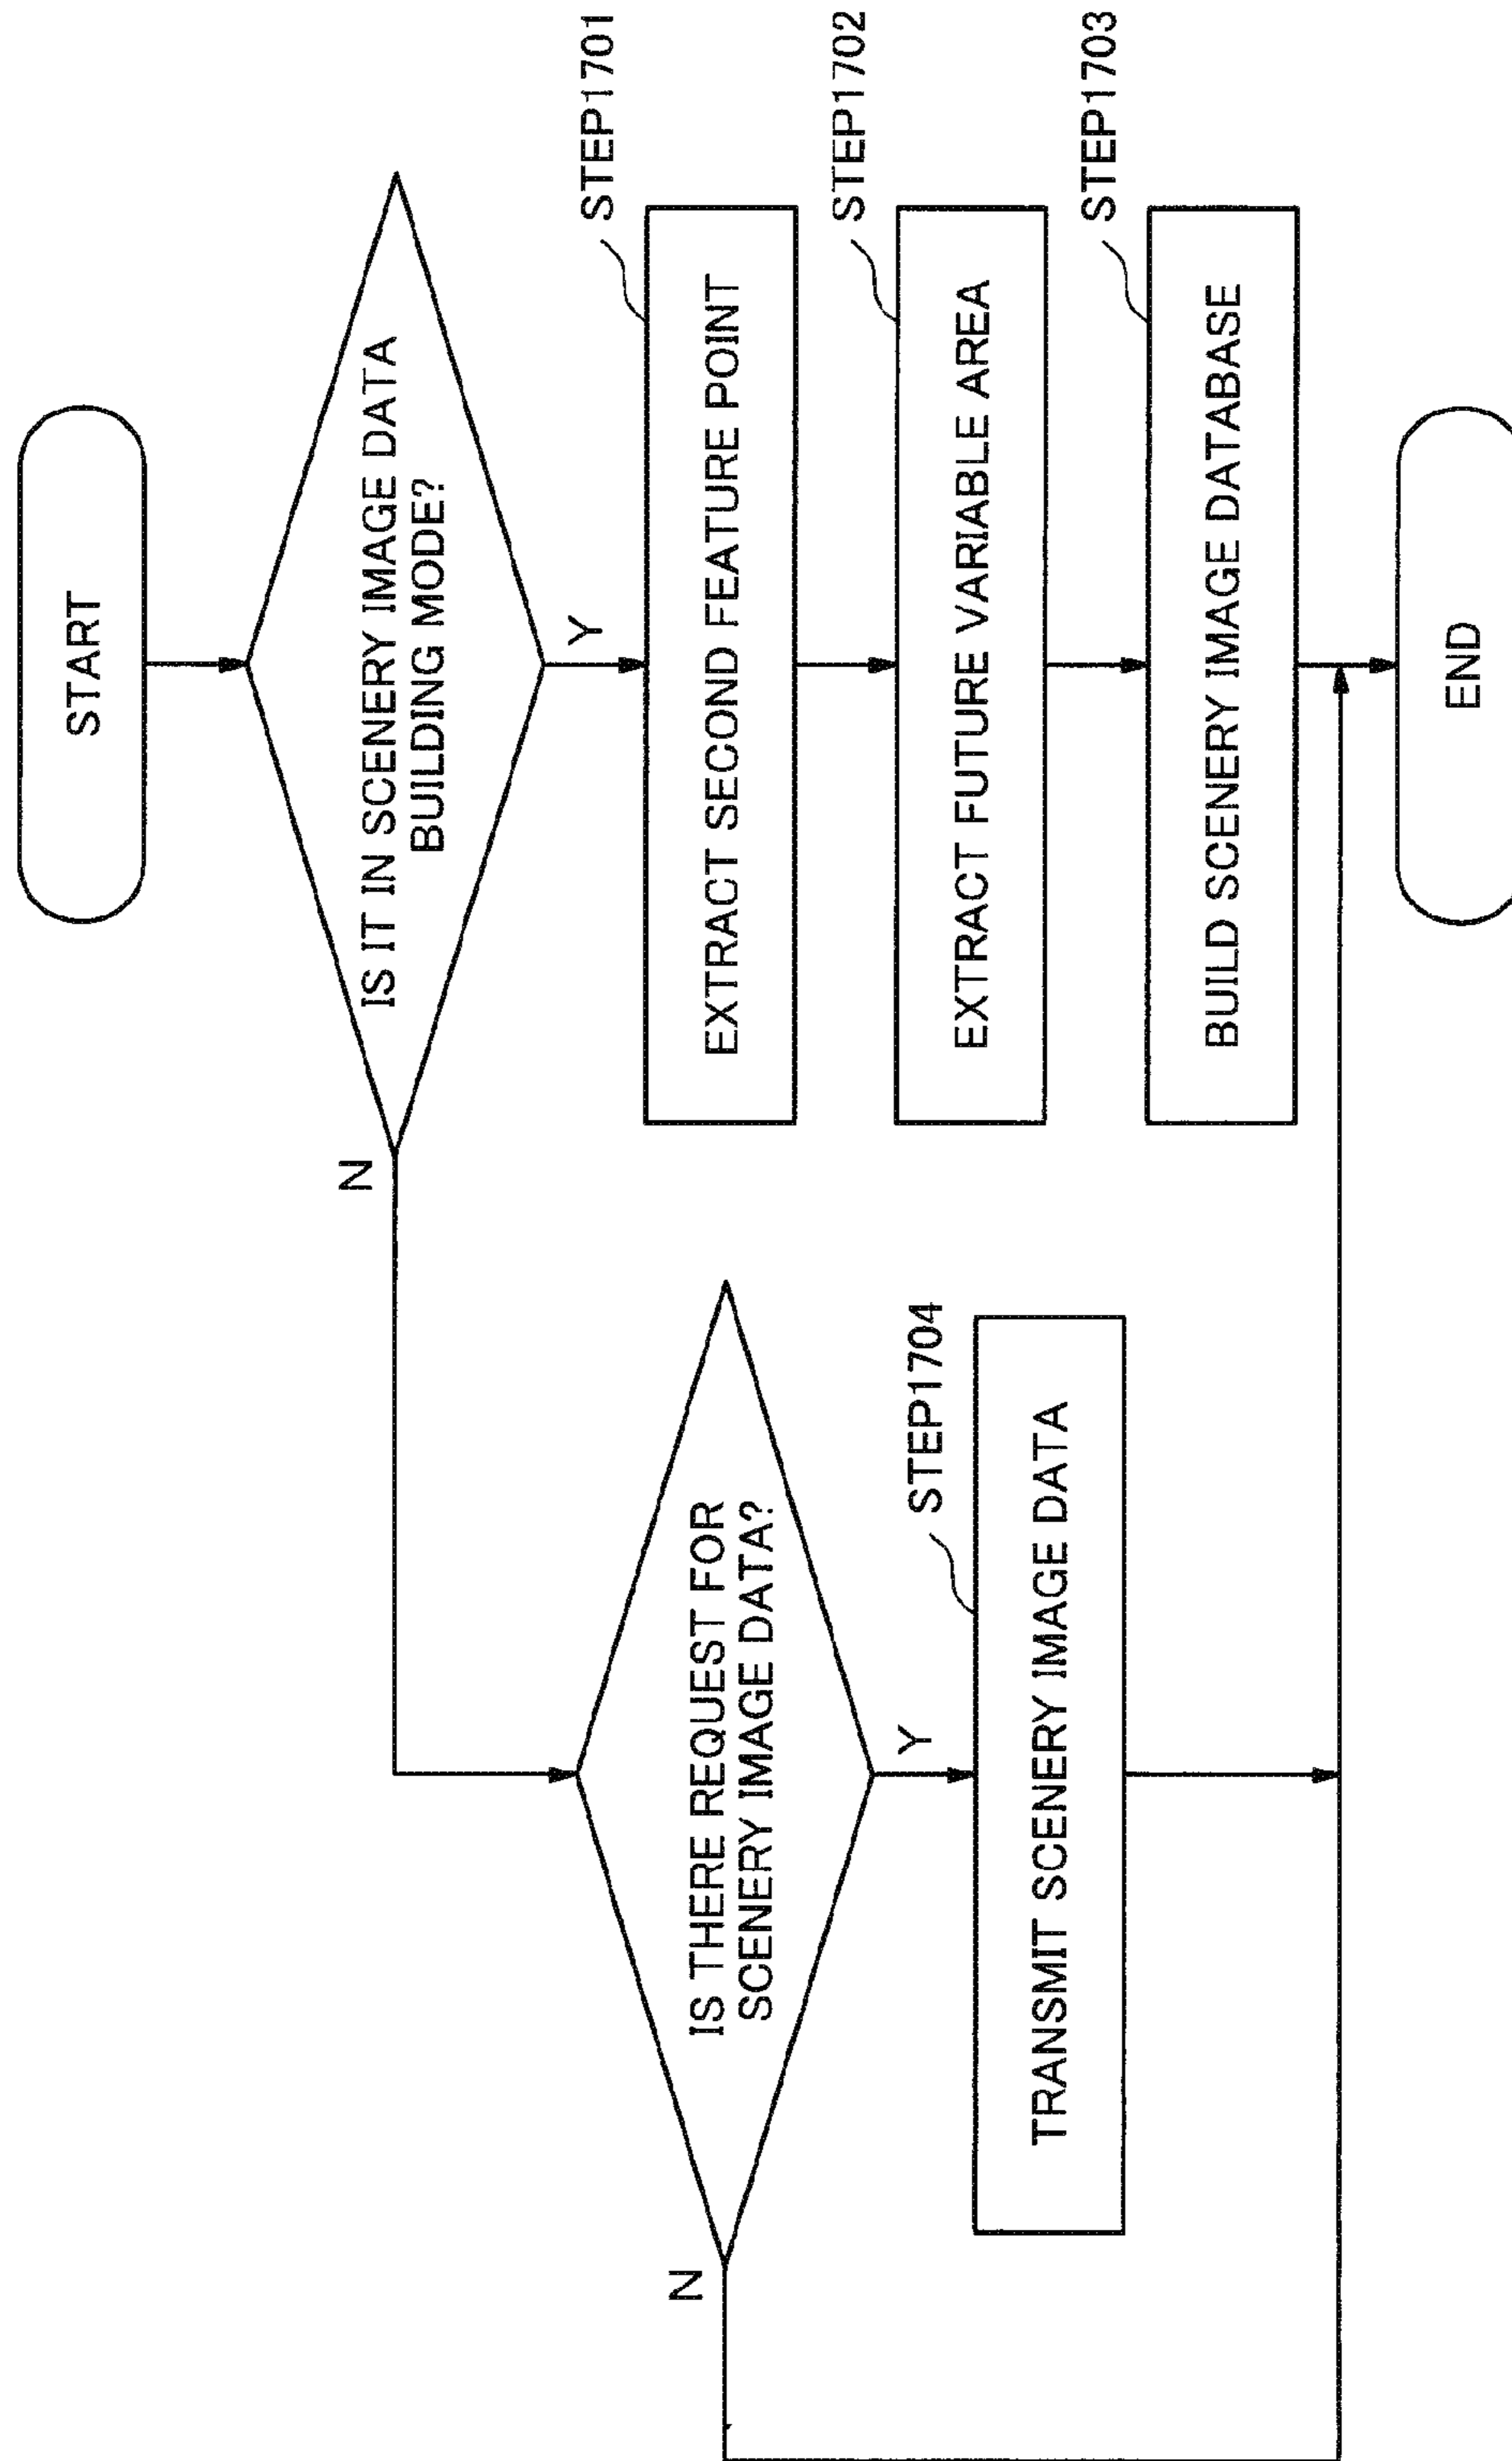 START
IS IT IN SCENERY IMAGE DATA
BUILDING MODE?
N
Y
STEP1701
EXTRACT SECOND FEATURE POINT
STEP1702
EXTRACT FUTURE VARIABLE AREA
STEP1703
BUILD SCENERY IMAGE DATABASE
IS THERE REQUEST FOR
SCENERY IMAGE DATA?
N
Y
STEP1704
TRANSMIT SCENERY IMAGE DATA
END